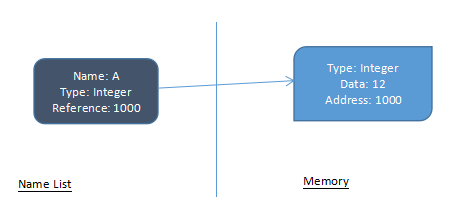 Name: A
Type: Integer
Reference: 1000
Type: Integer
Data: 12
Address: 1000
Name List
Memory